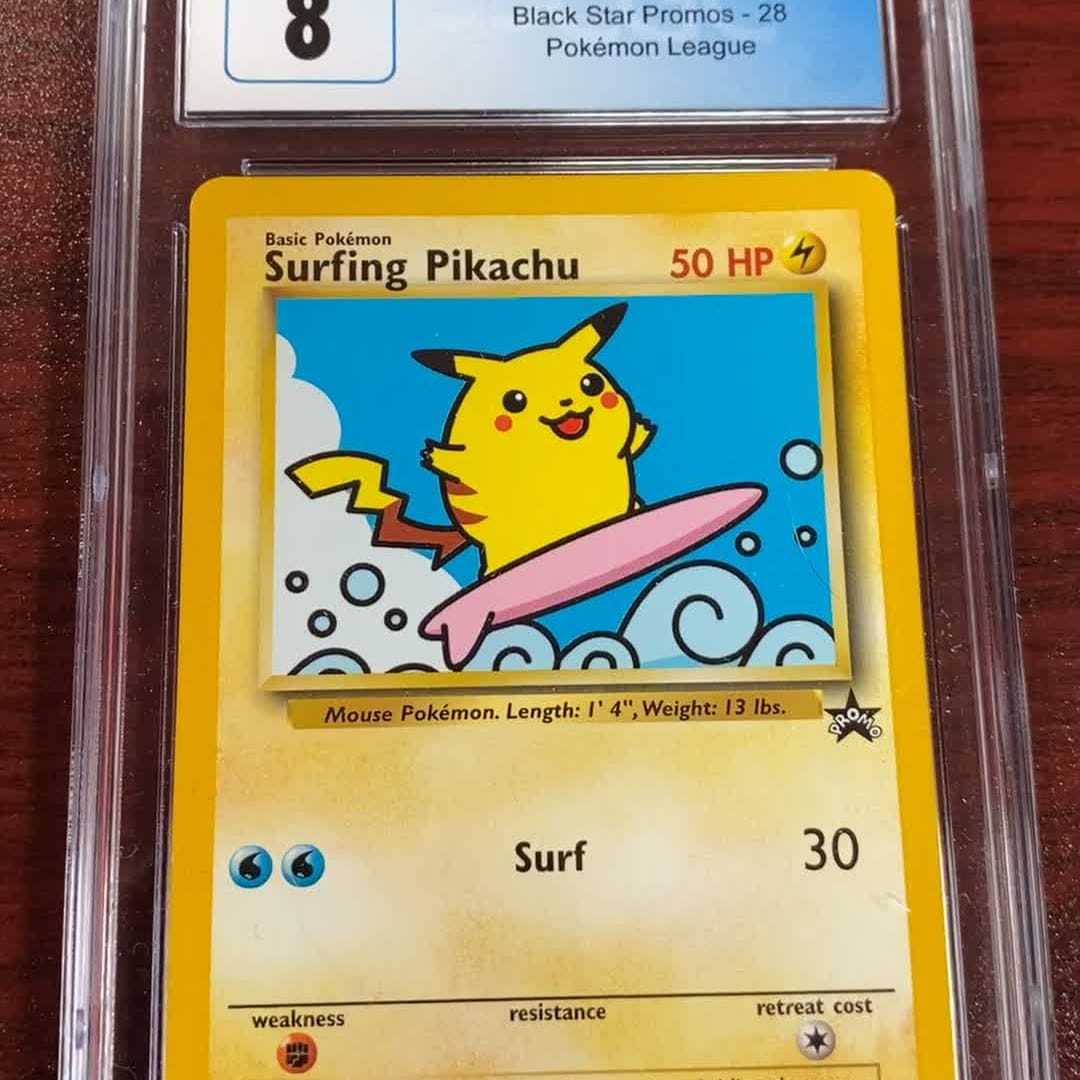 8
Black Star Promos - 28
Pokémon League
Basic Pokémon
Surfing Pikachu 50 HP
Mouse Pokémon. Length: 1' 4", Weight: 13 lbs.
PROMO
Surf 30
weakness resistance retreat cost